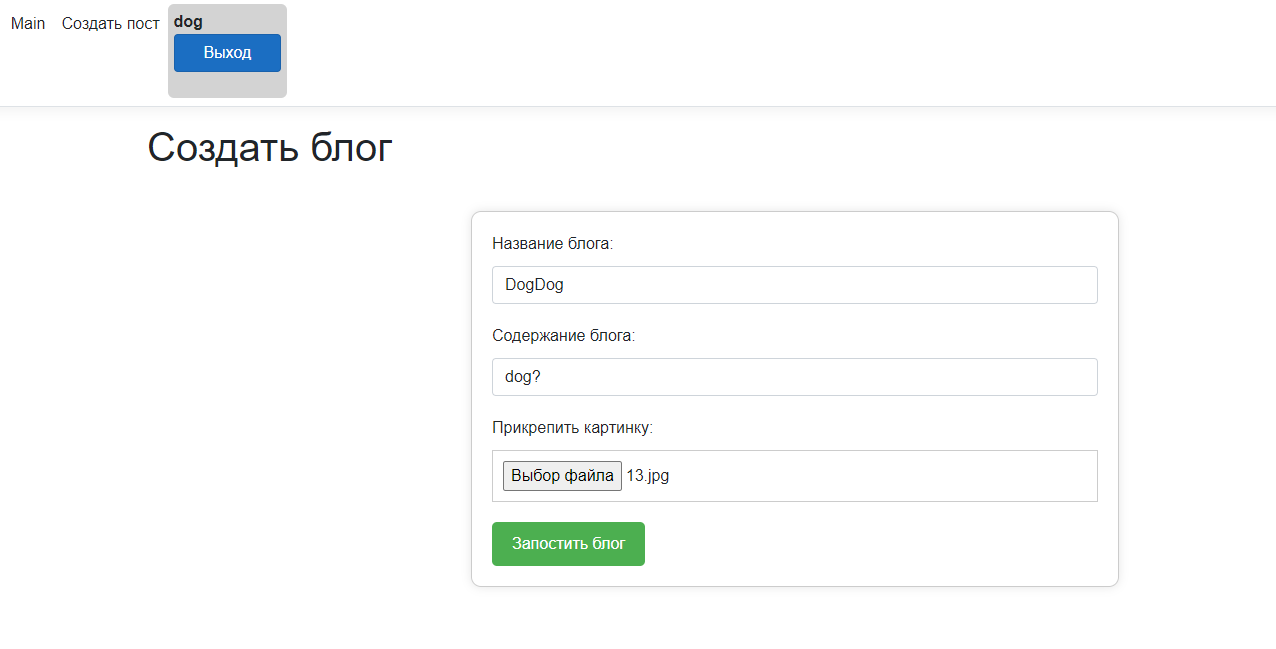 Main Создать пост dog
Выход
Создать блог
Название блога:
DogDog
Содержание блога:
dog?
Прикрепить картинку:
Выбор файла 13.jpg
Запостить блог